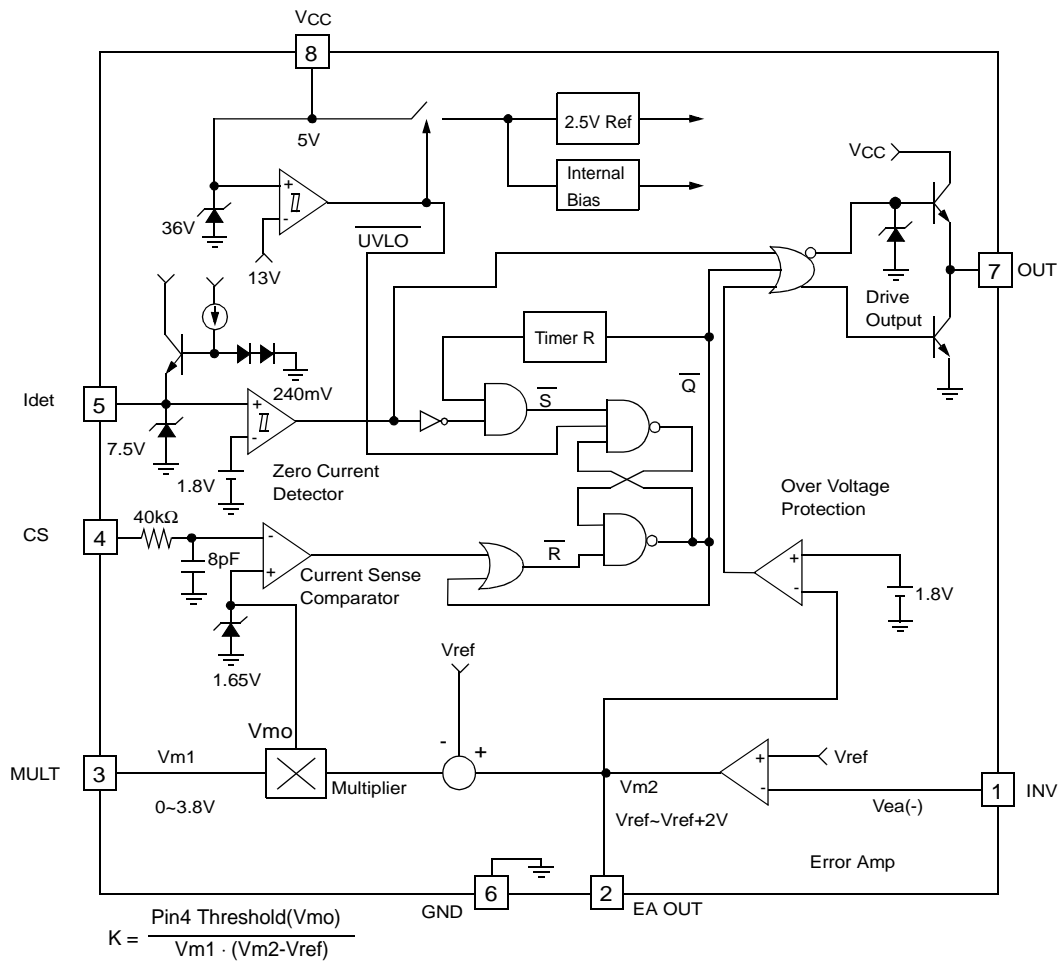 VCC
8
5V
2.5V Ref
Internal
Bias
VCC
+
-
36V
13V
UVLO
7
OUT
Drive
Output
Timer R
Q
Idet
5
240mV
+
-
S
7.5V
1.8V
Zero Current
Detector
Over Voltage
Protection
CS
4
40kΩ
8pF
-
+
Current Sense
Comparator
R
+
-
1.8V
1.65V
Vref
Vmo
-
+
MULT
3
Vm1
0~3.8V
Multiplier
Vm2
Vref~Vref+2V
+
-
Vref
Vea(-)
1
INV
Error Amp
GND
6
2
EA OUT
K = Pin4 Threshold(Vmo)
Vm1 · (Vm2-Vref)